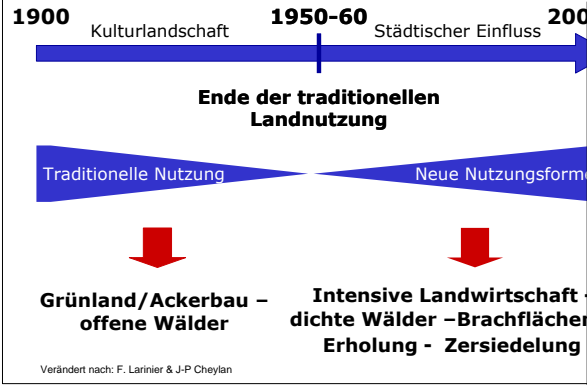 1900 1950-60 200
Kulturlandschaft Städtischer Einfluss
Ende der traditionellen
Landnutzung
Traditionelle Nutzung Neue Nutzungsforme
Grünland/Ackerbau –
offene Wälder
Intensive Landwirtschaft -
dichte Wälder –Brachflächen
Erholung - Zersiedelung
Verändert nach: F. Larinier & J-P Cheylan